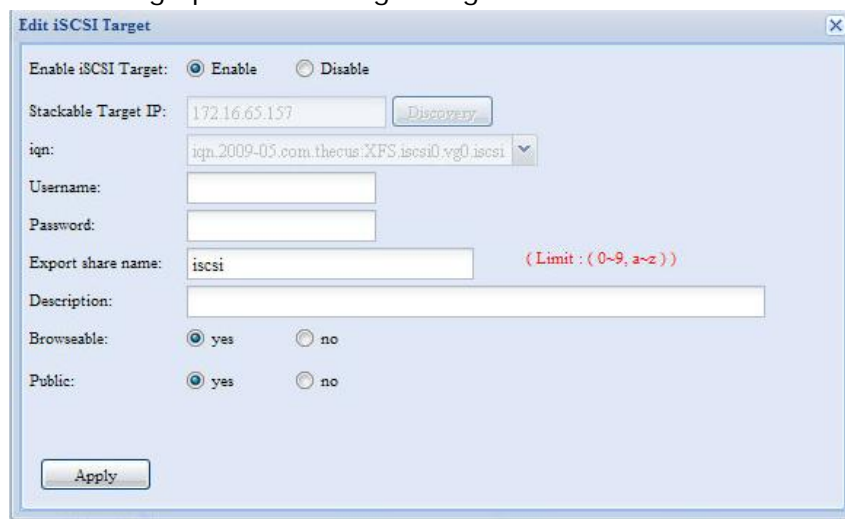 Edit iSCSI Target
Enable iSCSI Target: Enable Disable
Stackable Target IP: 172.16.65.157 Discovery
iqn: iqn.2009-05.com.thecus:XFS.iscsi0.vg0.iscsi
Username:
Password:
Export share name: iscsi ( Limit : ( 0~9, a~z ) )
Description:
Browseable: yes no
Public: yes no
Apply